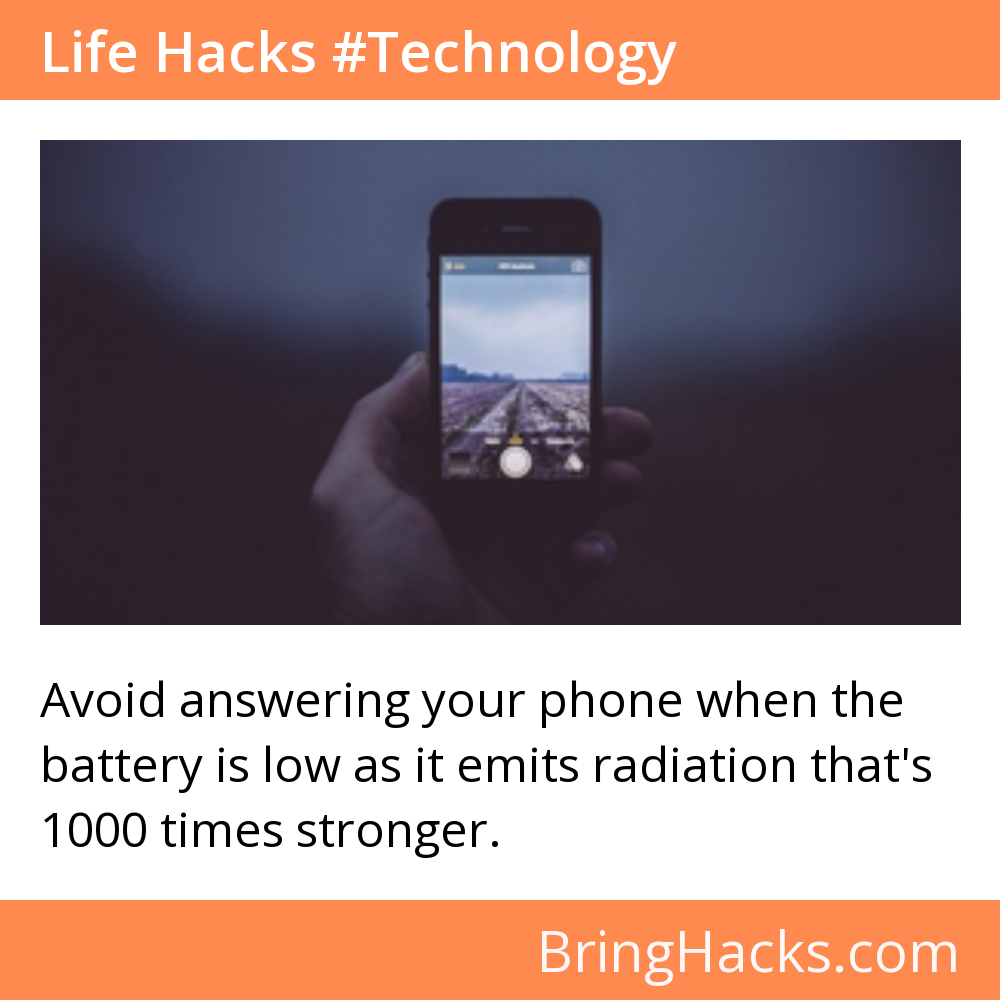 Life Hacks #Technology
Avoid answering your phone when the
battery is low as it emits radiation that's
1000 times stronger.
BringHacks.com